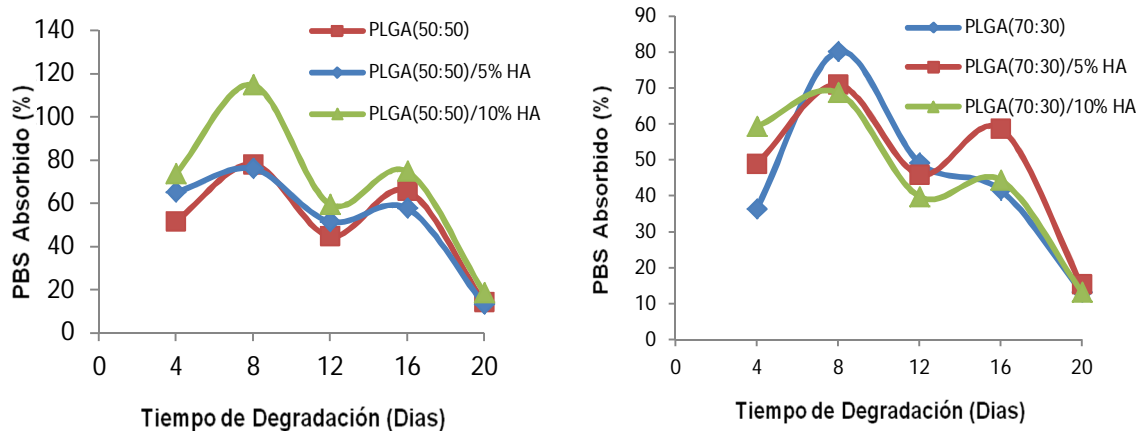 PBS Absorbido (%)
140
120
100
80
60
40
20
0
0 4 8 12 16 20
Tiempo de Degradación (Dias)
PLGA(50:50)
PLGA(50:50)/5% HA
PLGA(50:50)/10% HA
PBS Absorbido (%)
90
80
70
60
50
40
30
20
10
0
0 4 8 12 16 20
Tiempo de Degradación (Dias)
PLGA(70:30)
PLGA(70:30)/5% HA
PLGA(70:30)/10% HA